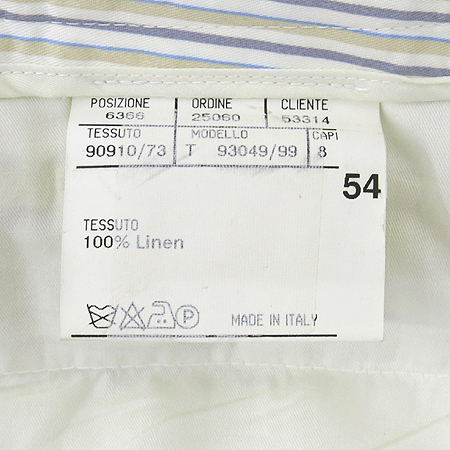 POSIZIONE ORDINE CLIENTE
6366 25060 53314
TESSUTO MODELLO CAPI
90910/73 T 93049/99 8
54
TESSUTO
100% Linen
P MADE IN ITALY